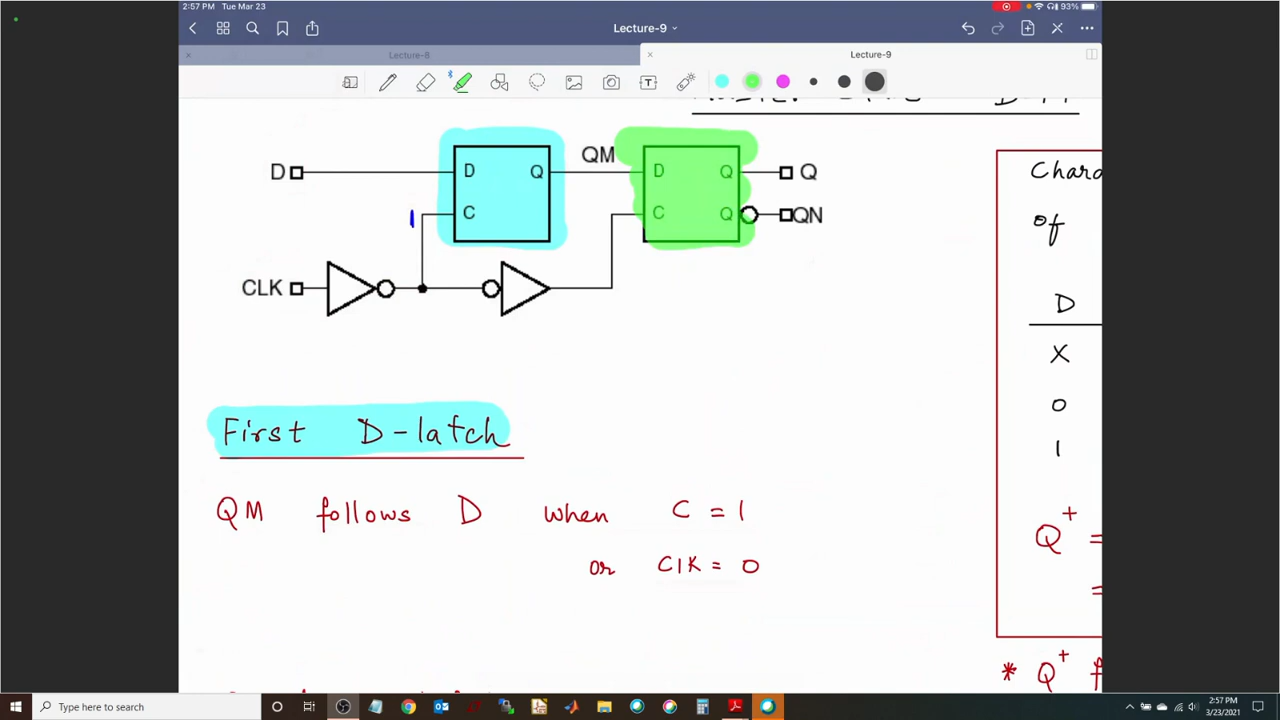 2:57 PM Tue Mar 23
93%
Lecture-9
Lecture-8
Lecture-9
D
D
Q
QM
D
Q
Q
1
C
C
Q
QN
CLK
First D-latch
QM follows D when C = 1
or Clk = 0
Chara
of
D
X
0
1
Q+ =
=
* Q+ f
Type here to search
2:57 PM
3/23/2021